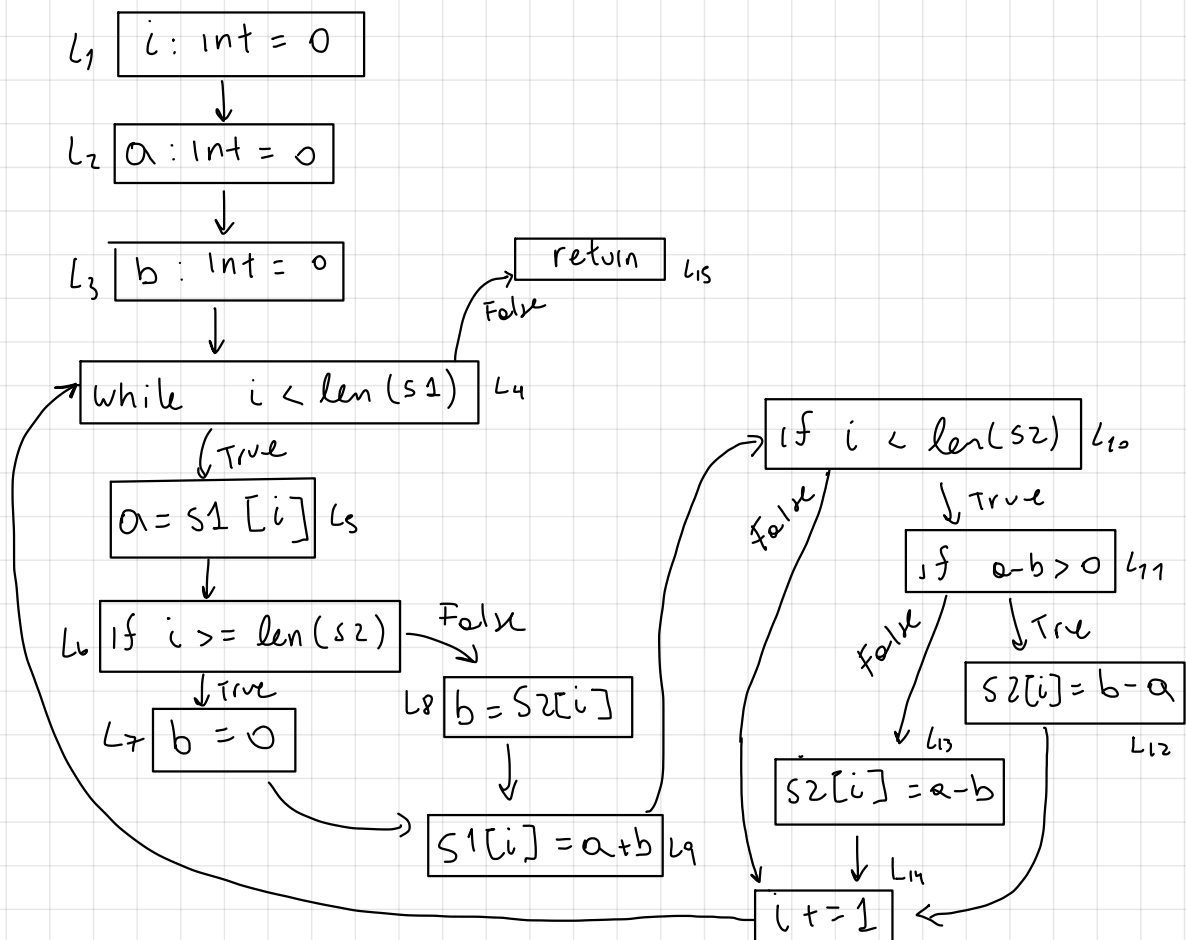 L1 i : int = 0
L2 a : int = 0
L3 b : int = 0
return L15
False
while i < len(s1) L4
True
a = s1[i] L5
L6 if i >= len(s2)
False
True
L7 b = 0
L8 b = s2[i]
s1[i] = a+b L9
if i < len(s2) L10
False
True
if a-b > 0 L11
False
True
s2[i] = b-a
L12
L13
s2[i] = a-b
L14
i += 1